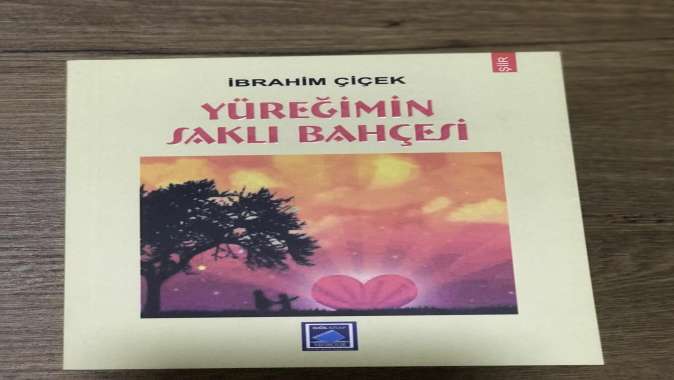 ŞİİR
İBRAHİM ÇİÇEK
YÜREĞİMİN
SAKLI BAHÇESİ